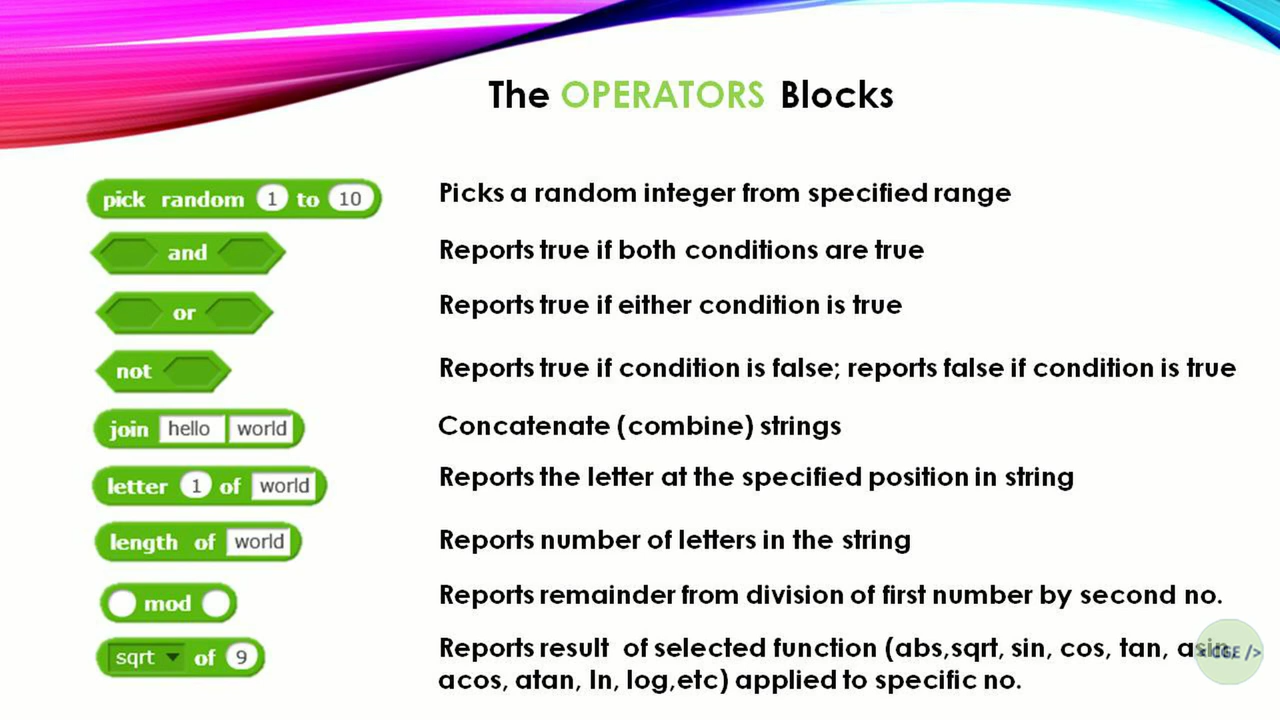 The OPERATORS Blocks
pick random 1 to 10 Picks a random integer from specified range
and Reports true if both conditions are true
or Reports true if either condition is true
not Reports true if condition is false; reports false if condition is true
join hello world Concatenate (combine) strings
letter 1 of world Reports the letter at the specified position in string
length of world Reports number of letters in the string
mod Reports remainder from division of first number by second no.
sqrt of 9 Reports result of selected function (abs,sqrt, sin, cos, tan, asin,
acos, atan, ln, log,etc) applied to specific no.
< CGE />